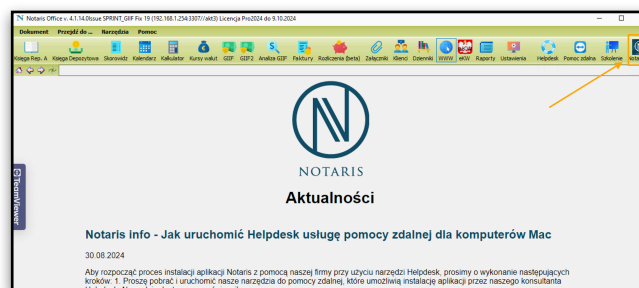 Notaris Office v. 4.1.14.0Issue SPRINT_GIIF Fix 19 (192.168.1.254:3307//akt3) Licencja Pro2024 do 9.10.2024
Dokument Przejdź do ... Narzędzia Pomoc
Księga Rep. A Księga Depozytowa Skorowidz Kalendarz Kalkulator Kursy walut GIIF GIIF2 Analiza GIIF Faktury Rozliczenia (beta) Załączniki Klienci Dzienniki WWW eKW Raporty Ustawienia Helpdesk Pomoc zdalna Szkolenie
NOTARIS
Aktualności
TeamViewer
Notaris info - Jak uruchomić Helpdesk usługę pomocy zdalnej dla komputerów Mac
30.08.2024
Aby rozpocząć proces instalacji aplikacji Notaris z pomocą naszej firmy przy użyciu narzędzi Helpdesk, prosimy o wykonanie następujących
kroków: 1. Proszę pobrać i uruchomić nasze narzędzia do pomocy zdalnej, które umożliwią instalację aplikacji przez naszego konsultanta